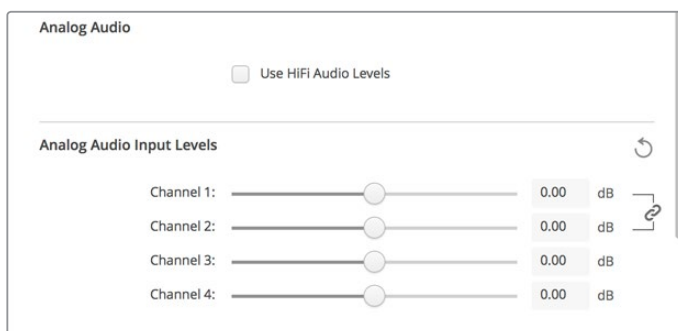 Analog Audio
Use HiFi Audio Levels
Analog Audio Input Levels
Channel 1: 0.00 dB
Channel 2: 0.00 dB
Channel 3: 0.00 dB
Channel 4: 0.00 dB